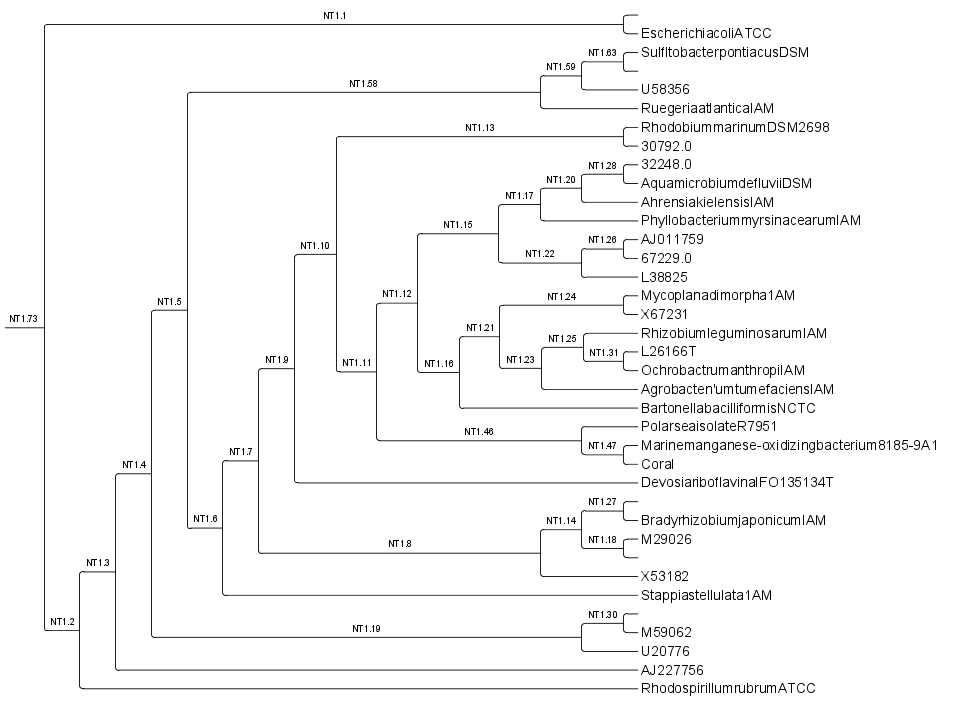 NT1.1
EscherichiacoliATCC
SulfItobacterpontiacusDSM
NT1.63
NT1.59
NT1.58
U58356
RuegeriaatlanticaIAM
NT1.13
RhodobiummarinumDSM2698
30792.0
NT1.28
32248.0
NT1.20
AquamicrobiumdefluviiDSM
NT1.17
AhrensiakielensisIAM
PhyllobacteriummyrsinacearumIAM
NT1.15
NT1.26
AJ011759
NT1.10
NT1.22
67229.0
L38825
NT1.12
NT1.24
Mycoplanadimorpha1AM
NT1.5
X67231
NT1.73
NT1.21
RhizobiumleguminosarumIAM
NT1.25
NT1.31
L26166T
NT1.9
NT1.11
NT1.16
NT1.23
OchrobactrumanthropiIAM
Agrobacten'umtumefaciensIAM
BartonellabacilliformisNCTC
PolarseaisolateR7951
NT1.46
NT1.47
Marinemanganese-oxidizingbacterium8185-9A1
NT1.7
NT1.4
Coral
DevosiariboflavinaIFO135134T
NT1.27
NT1.6
NT1.14
BradyrhizobiumjaponicumIAM
NT1.8
NT1.18
M29026
NT1.3
X53182
Stappiastellulata1AM
NT1.30
NT1.2
NT1.19
M59062
U20776
AJ227756
RhodospirillumrubrumATCC